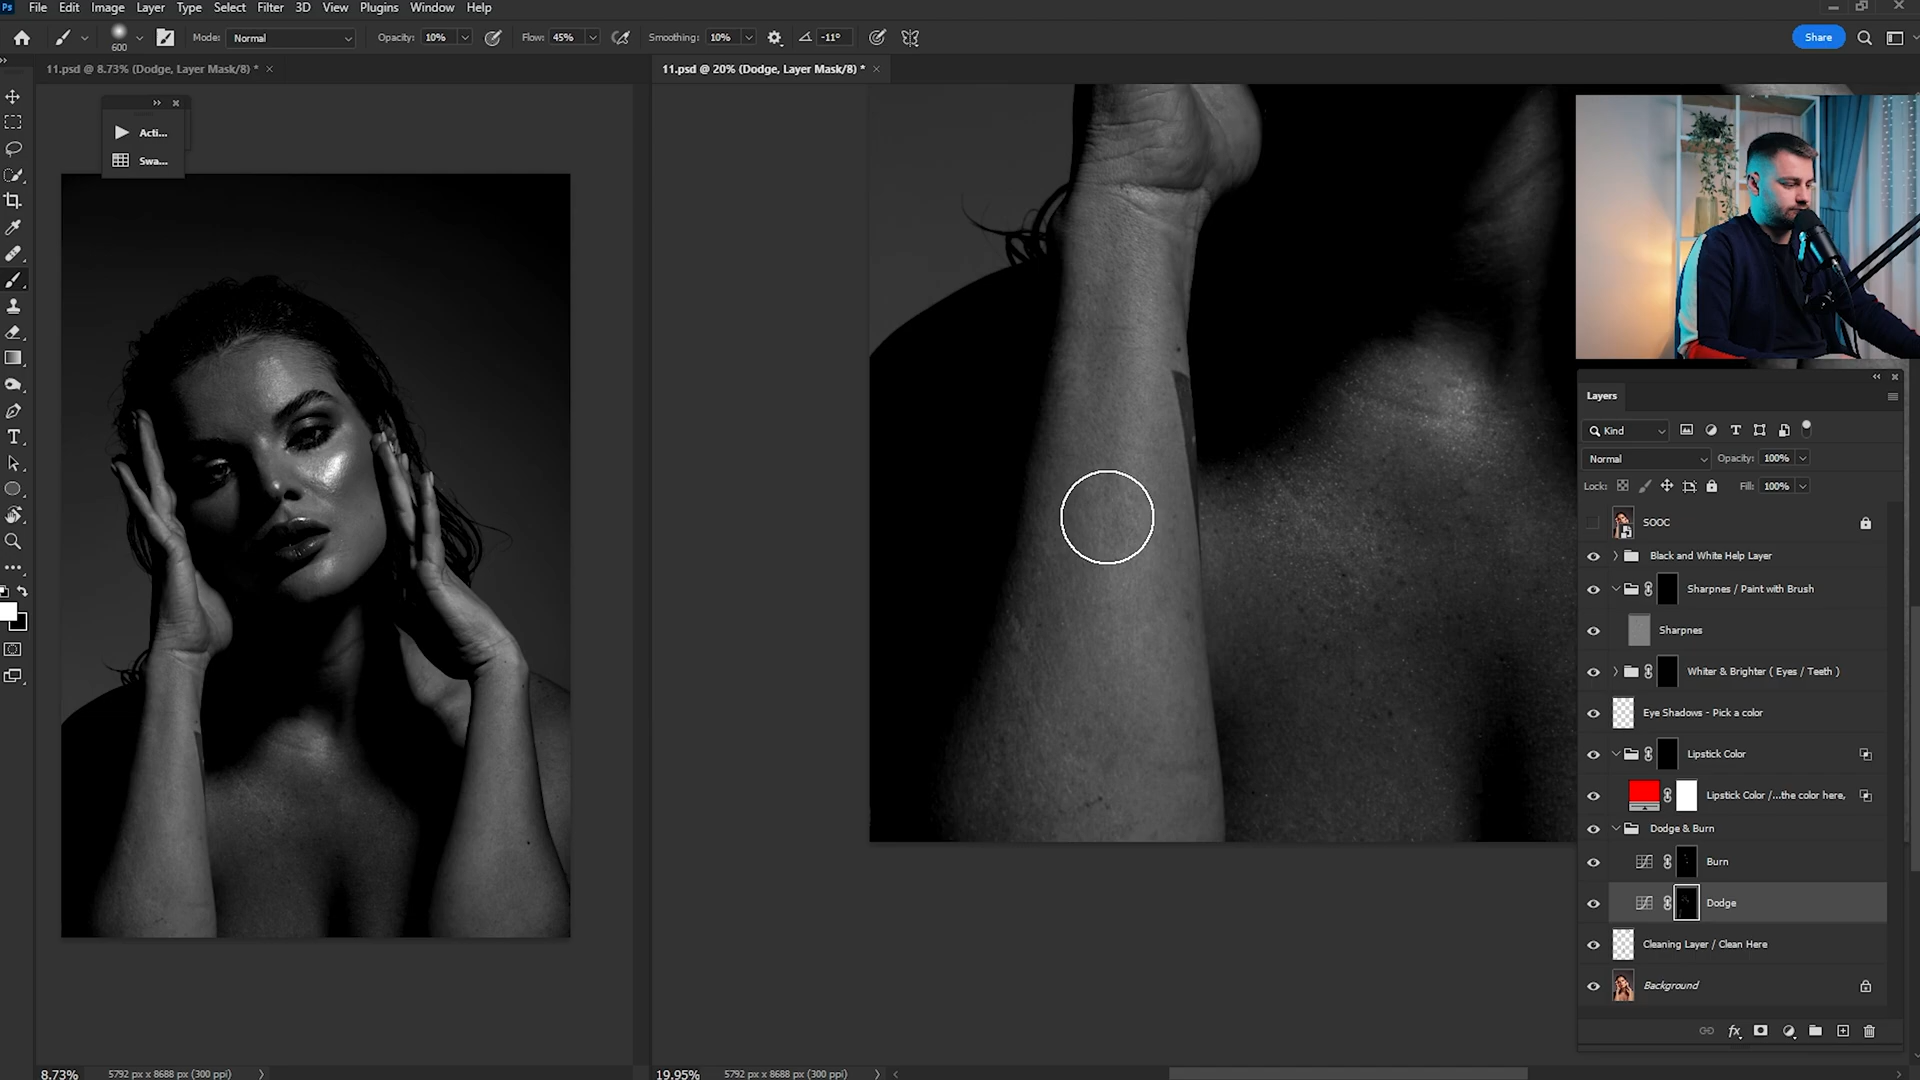 Ps File Edit Image Layer Type Select Filter 3D View Plugins Window Help
600 Mode: Normal Opacity: 10% Flow: 45% Smoothing: 10% -11° Share
11.psd @ 8.73% (Dodge, Layer Mask/8) * ×
11.psd @ 20% (Dodge, Layer Mask/8) * ×
Acti...
Swa...
Layers
Kind
Normal Opacity: 100%
Lock: Fill: 100%
SOOC
Black and White Help Layer
Sharpnes / Paint with Brush
Sharpnes
Whiter & Brighter ( Eyes / Teeth )
Eye Shadows - Pick a color
Lipstick Color
Lipstick Color /...the color here,
Dodge & Burn
Burn
Dodge
Cleaning Layer / Clean Here
Background
fx
8.73% 5792 px x 8688 px (300 ppi)
19.95% 5792 px x 8688 px (300 ppi)